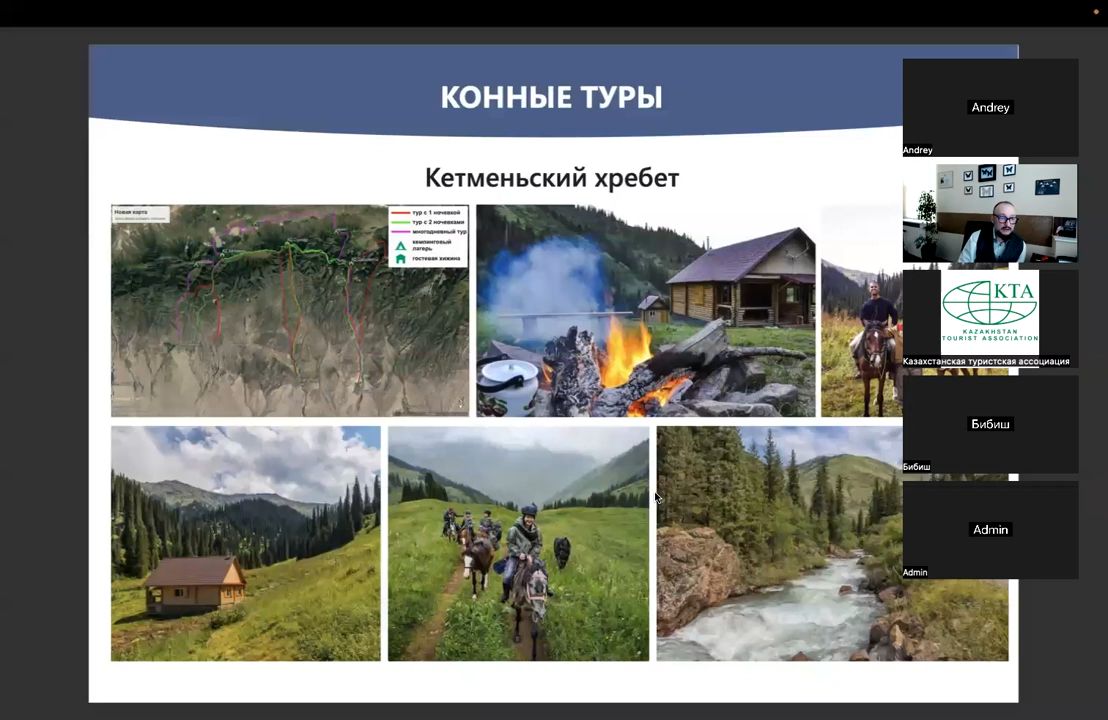 КОННЫЕ ТУРЫ
Кетменьский хребет
Новая карта
тур с 1 ночевкой
тур с 2 ночевками
многодневный тур
кемпинговый
лагерь
гостевая хижина
Andrey
Andrey
KTA
KAZAKHSTAN
TOURIST ASSOCIATION
Казахстанская туристская ассоциация
Бибиш
Бибиш
Admin
Admin